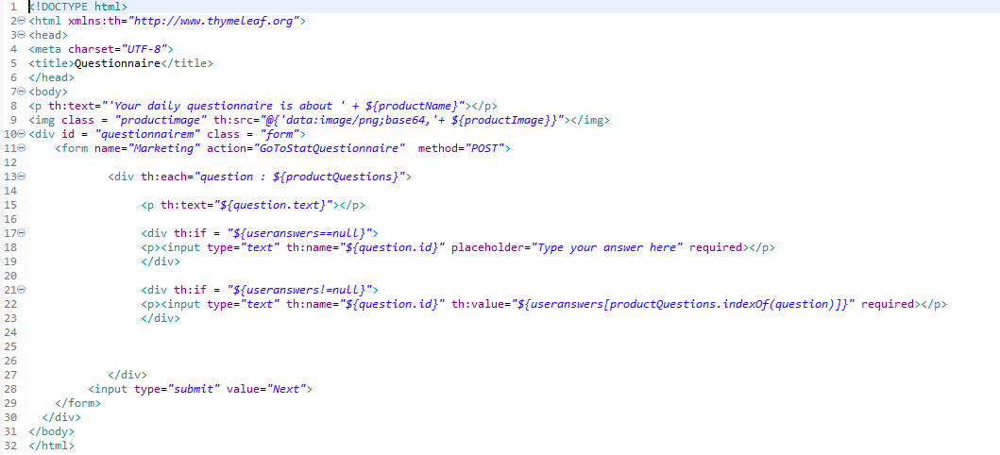 1 <!DOCTYPE html>
2 <html xmlns:th="http://www.thymeleaf.org">
3 <head>
4 <meta charset="UTF-8">
5 <title>Questionnaire</title>
6 </head>
7 <body>
8 <p th:text="'Your daily questionnaire is about ' + ${productName}"></p>
9 <img class = "productimage" th:src="@{'data:image/png;base64,'+ ${productImage}}"></img>
10 <div id = "questionnairem" class = "form">
11 <form name="Marketing" action="GoToStatQuestionnaire"  method="POST">
12
13 <div th:each="question : ${productQuestions}">
14
15 <p th:text="${question.text}"></p>
16
17 <div th:if = "${useranswers==null}">
18 <p><input type="text" th:name="${question.id}" placeholder="Type your answer here" required></p>
19 </div>
20
21 <div th:if = "${useranswers!=null}">
22 <p><input type="text" th:name="${question.id}" th:value="${useranswers[productQuestions.indexOf(question)]}" required></p>
23 </div>
24
25
26
27 </div>
28 <input type="submit" value="Next">
29 </form>
30 </div>
31 </body>
32 </html>